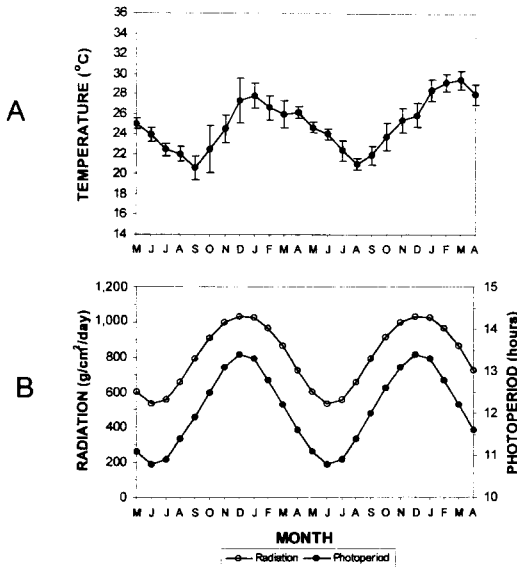 A
TEMPERATURE (°C)
36
34
32
30
28
26
24
22
20
18
16
14
M J J A S O N D J F M A M J J A S O N D J F M A
B
RADIATION (g/cm²/day)
1,200
1,000
800
600
400
200
0
PHOTOPERIOD (hours)
15
14
13
12
11
10
M J J A S O N D J F M A M J J A S O N D J F M A
MONTH
Radiation Photoperiod